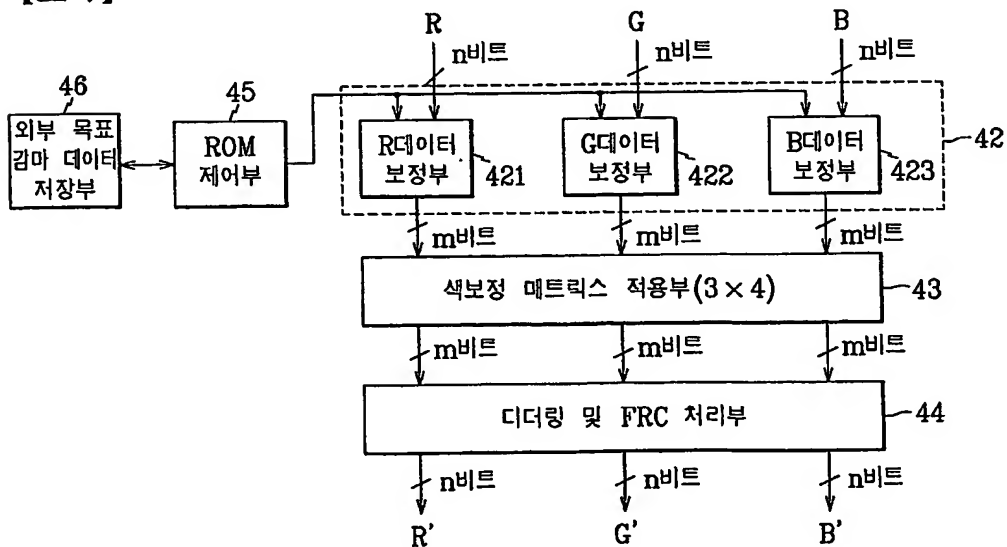 R G B
n비트 n비트 n비트
46 45
외부 목표
감마 데이터
저장부
ROM
제어부
R데이터
보정부
421
G데이터
보정부
422
B데이터
보정부
423
42
m비트 m비트 m비트
색보정 매트릭스 적용부(3×4)
43
m비트 m비트 m비트
디더링 및 FRC 처리부
44
n비트 n비트 n비트
R' G' B'